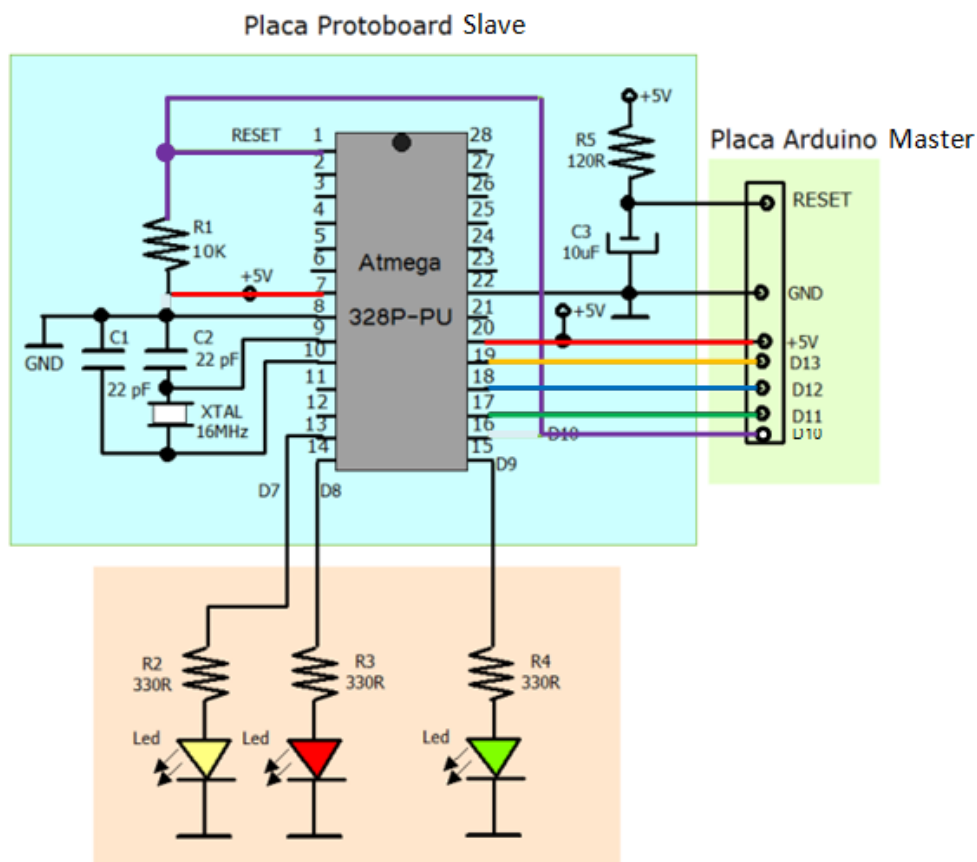 Placa Protoboard Slave
+5V
R5
120R
Placa Arduino Master
RESET
1
2
3
4
5
6
7
8
9
10
11
12
13
14
28
27
26
25
24
23
22
21
20
19
18
17
16
15
Atmega
328P-PU
R1
10K
+5V
C3
10uF
RESET
GND
+5V
+5V
D13
D12
D11
D10
D10
GND
C1
22 pF
C2
22 pF
XTAL
16MHz
D7
D8
D9
R2
330R
R3
330R
R4
330R
Led
Led
Led